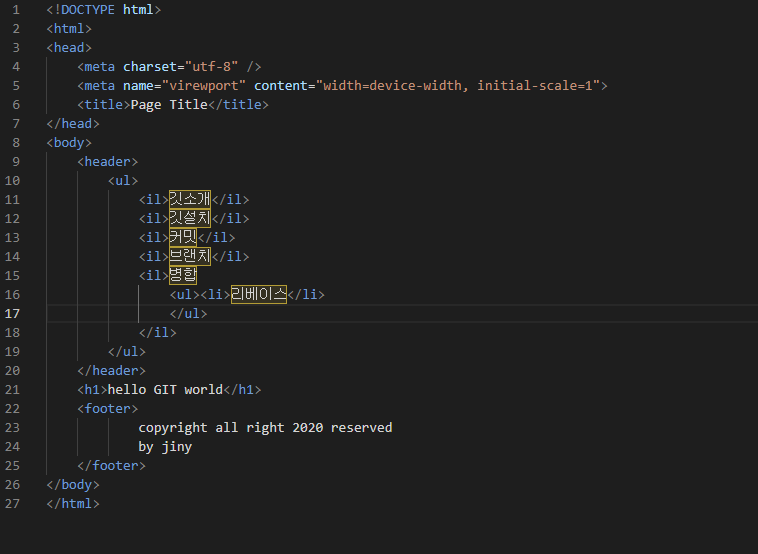 1 <!DOCTYPE html>
2 <html>
3 <head>
4 <meta charset="utf-8" />
5 <meta name="virewport" content="width=device-width, initial-scale=1">
6 <title>Page Title</title>
7 </head>
8 <body>
9 <header>
10 <ul>
11 <il>깃소개</il>
12 <il>깃설치</il>
13 <il>커밋</il>
14 <il>브랜치</il>
15 <il>병합
16 <ul><li>리베이스</li>
17 </ul>
18 </il>
19 </ul>
20 </header>
21 <h1>hello GIT world</h1>
22 <footer>
23 copyright all right 2020 reserved
24 by jiny
25 </footer>
26 </body>
27 </html>